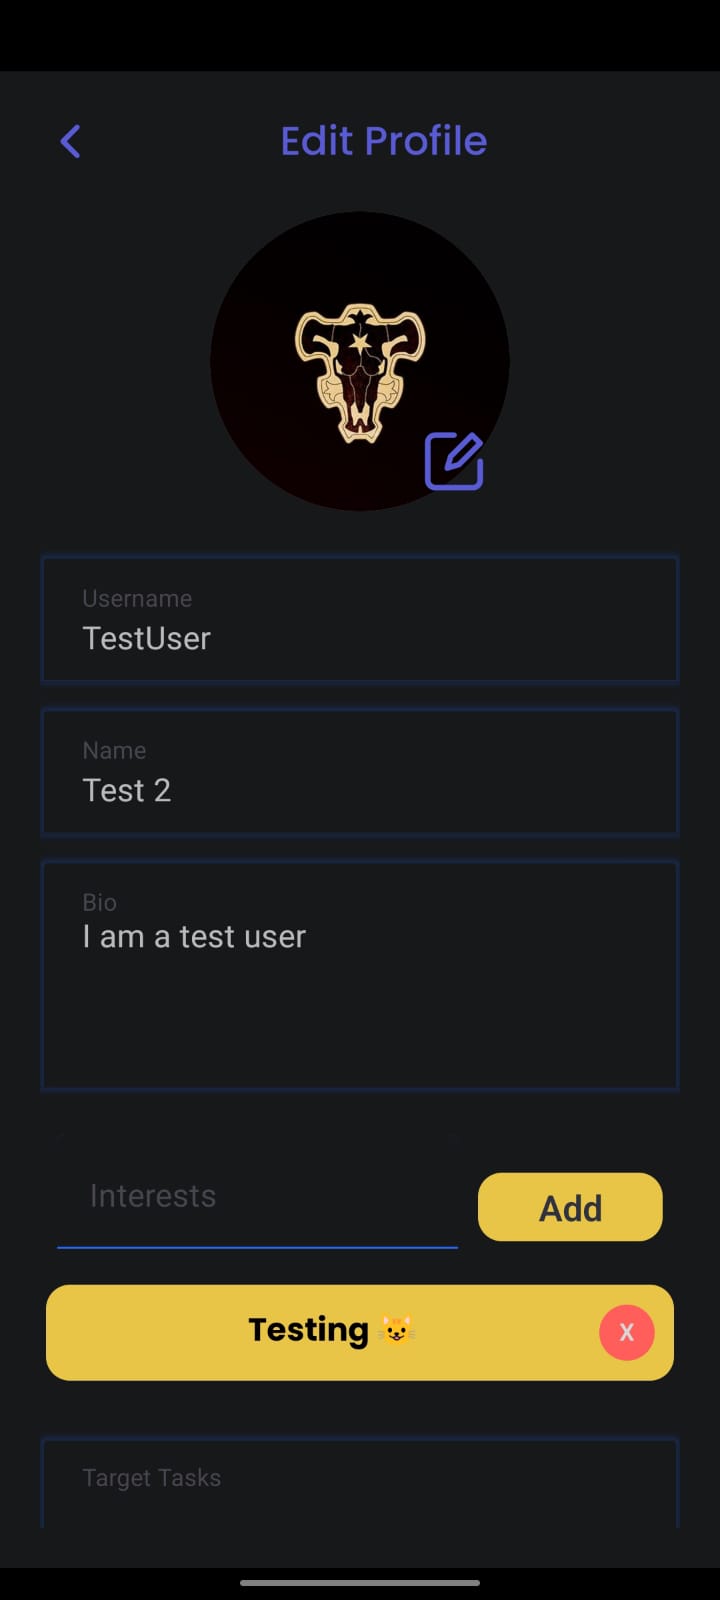 Edit Profile
Username
TestUser
Name
Test 2
Bio
I am a test user
Interests
Add
Testing 😺
X
Target Tasks